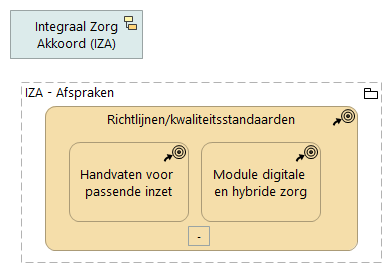 Integraal Zorg
Akkoord (IZA)
IZA - Afspraken
Richtlijnen/kwaliteitsstandaarden
Handvaten voor
passende inzet
Module digitale
en hybride zorg
-